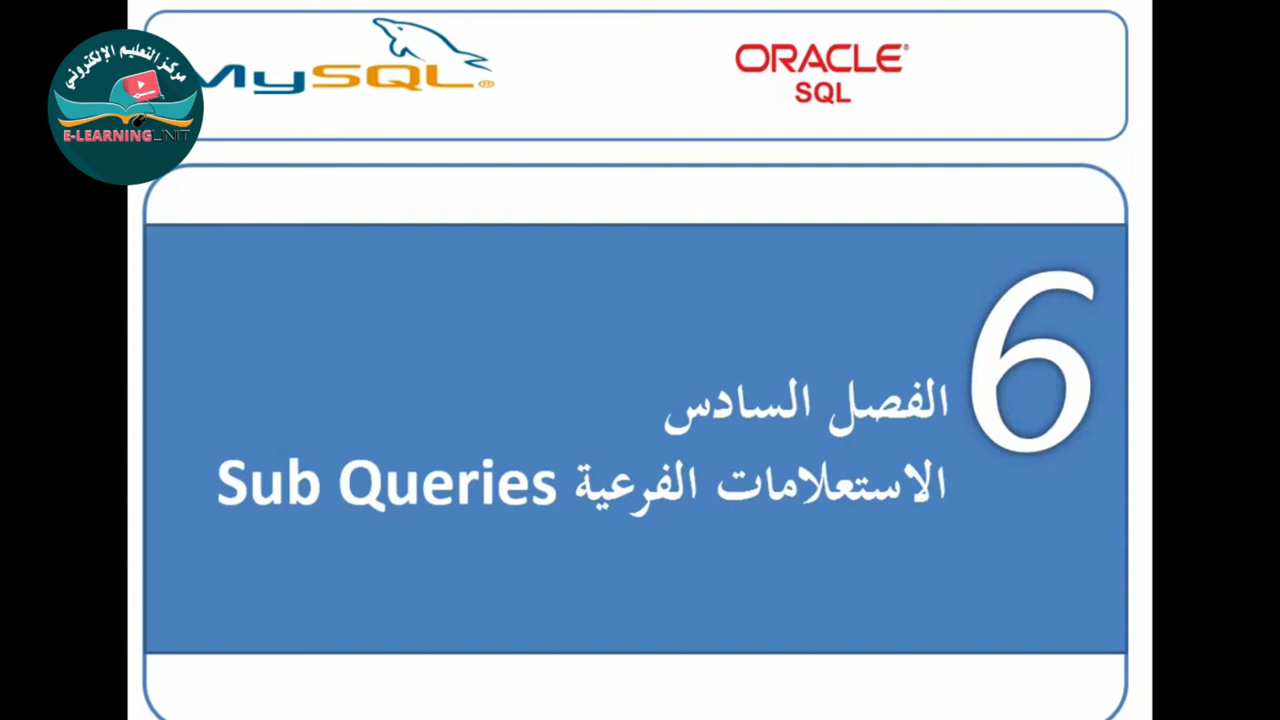 مركز التعليم الإلكتروني
E-LEARNING UNIT
MySQL®
ORACLE®
SQL
6
الفصل السادس
الاستعلامات الفرعية Sub Queries